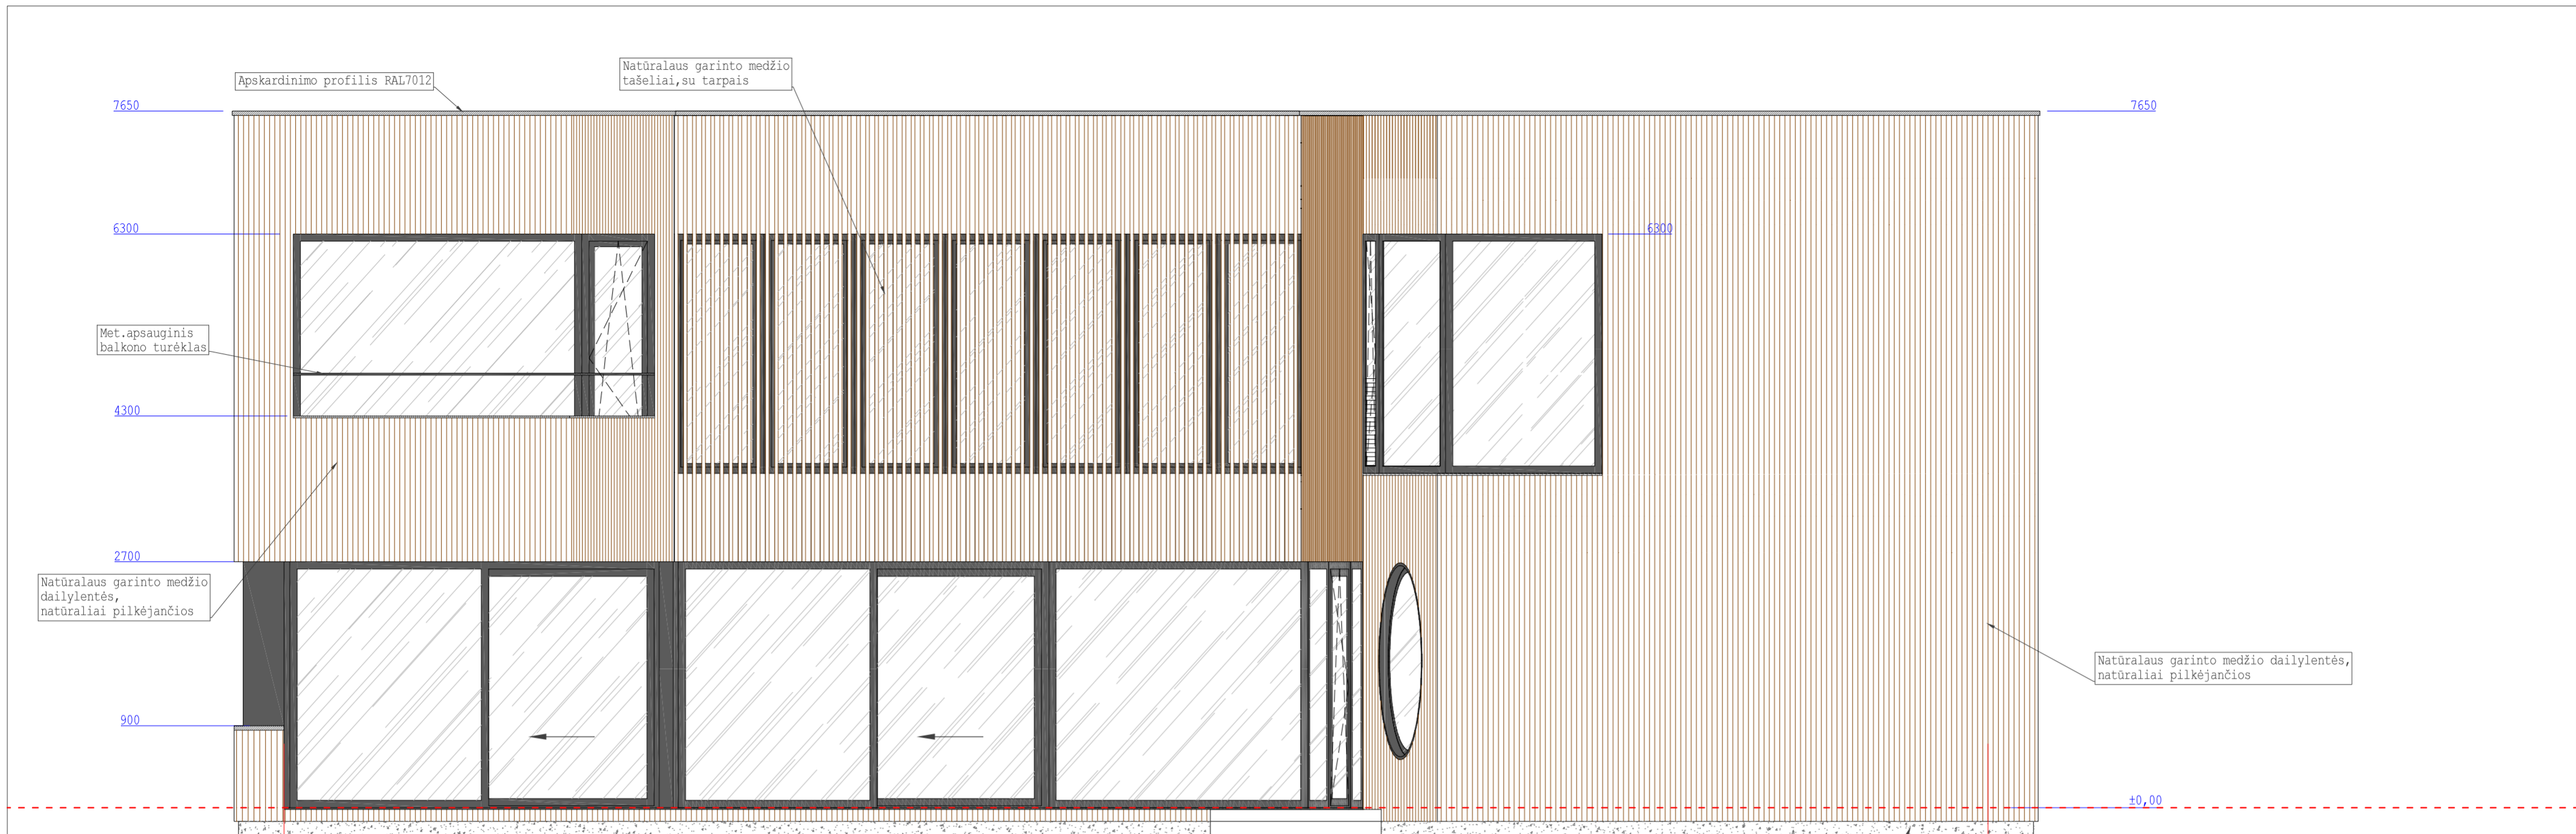 Natūralaus garinto medžio
tašeliai,su tarpais
Apskardinimo profilis RAL7012
7650
7650
6300
6300
Met.apsauginis
balkono turėklas
4300
2700
Natūralaus garinto medžio
dailylentės,
natūraliai pilkėjančios
Natūralaus garinto medžio dailylentės,
natūraliai pilkėjančios
900
±0,00